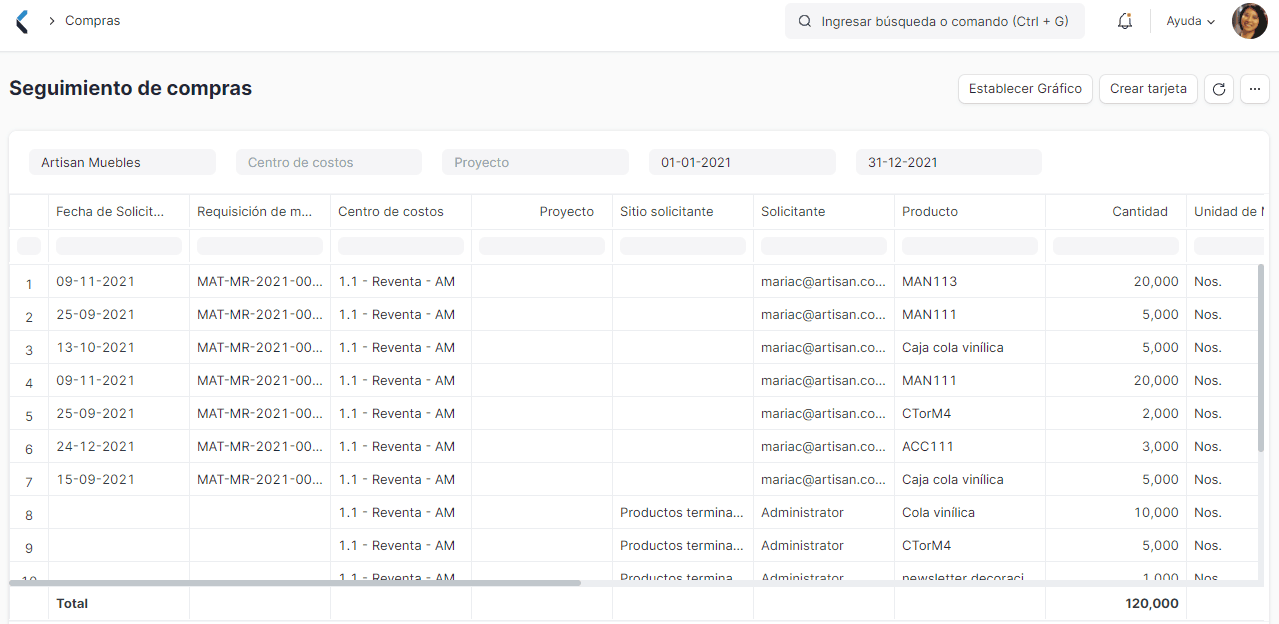 Compras
Ingresar búsqueda o comando (Ctrl + G)
Ayuda
Seguimiento de compras
Establecer Gráfico
Crear tarjeta
...
Artisan Muebles
Centro de costos
Proyecto
01-01-2021
31-12-2021
Fecha de Solicit... Requisición de m... Centro de costos Proyecto Sitio solicitante Solicitante Producto Cantidad Unidad de
1 09-11-2021 MAT-MR-2021-00... 1.1 - Reventa - AM mariac@artisan.co... MAN113 20,000 Nos.
2 25-09-2021 MAT-MR-2021-00... 1.1 - Reventa - AM mariac@artisan.co... MAN111 5,000 Nos.
3 13-10-2021 MAT-MR-2021-00... 1.1 - Reventa - AM mariac@artisan.co... Caja cola vinílica 5,000 Nos.
4 09-11-2021 MAT-MR-2021-00... 1.1 - Reventa - AM mariac@artisan.co... MAN111 20,000 Nos.
5 25-09-2021 MAT-MR-2021-00... 1.1 - Reventa - AM mariac@artisan.co... CTorM4 2,000 Nos.
6 24-12-2021 MAT-MR-2021-00... 1.1 - Reventa - AM mariac@artisan.co... ACC111 3,000 Nos.
7 15-09-2021 MAT-MR-2021-00... 1.1 - Reventa - AM mariac@artisan.co... Caja cola vinílica 5,000 Nos.
8 1.1 - Reventa - AM Productos termina... Administrator Cola vinílica 10,000 Nos.
9 1.1 - Reventa - AM Productos termina... Administrator CTorM4 5,000 Nos.
10 1.1 - Reventa - AM Productos termina... Administrator newsletter decoraci... 1,000 Nos.
Total 120,000